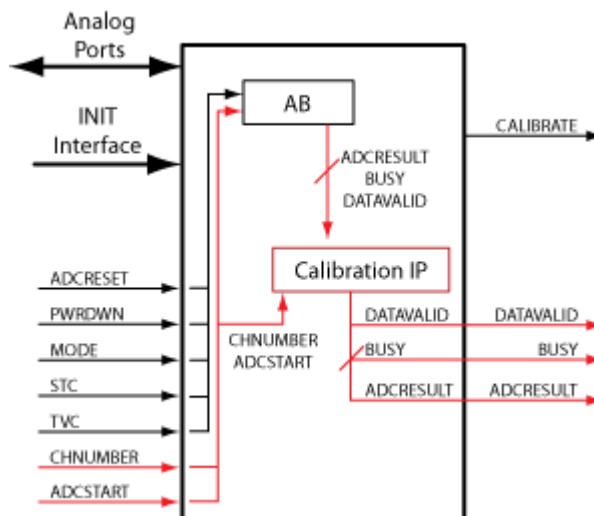 Analog
Ports
INIT
Interface
AB
CALIBRATE
ADCRESULT
BUSY
DATAVALID
Calibration IP
ADCRESET
PWRDWN
MODE
STC
TVC
CHNUMBER
ADCSTART
CHNUMBER
ADCSTART
DATAVALID DATAVALID
BUSY BUSY
ADCRESULT ADCRESULT